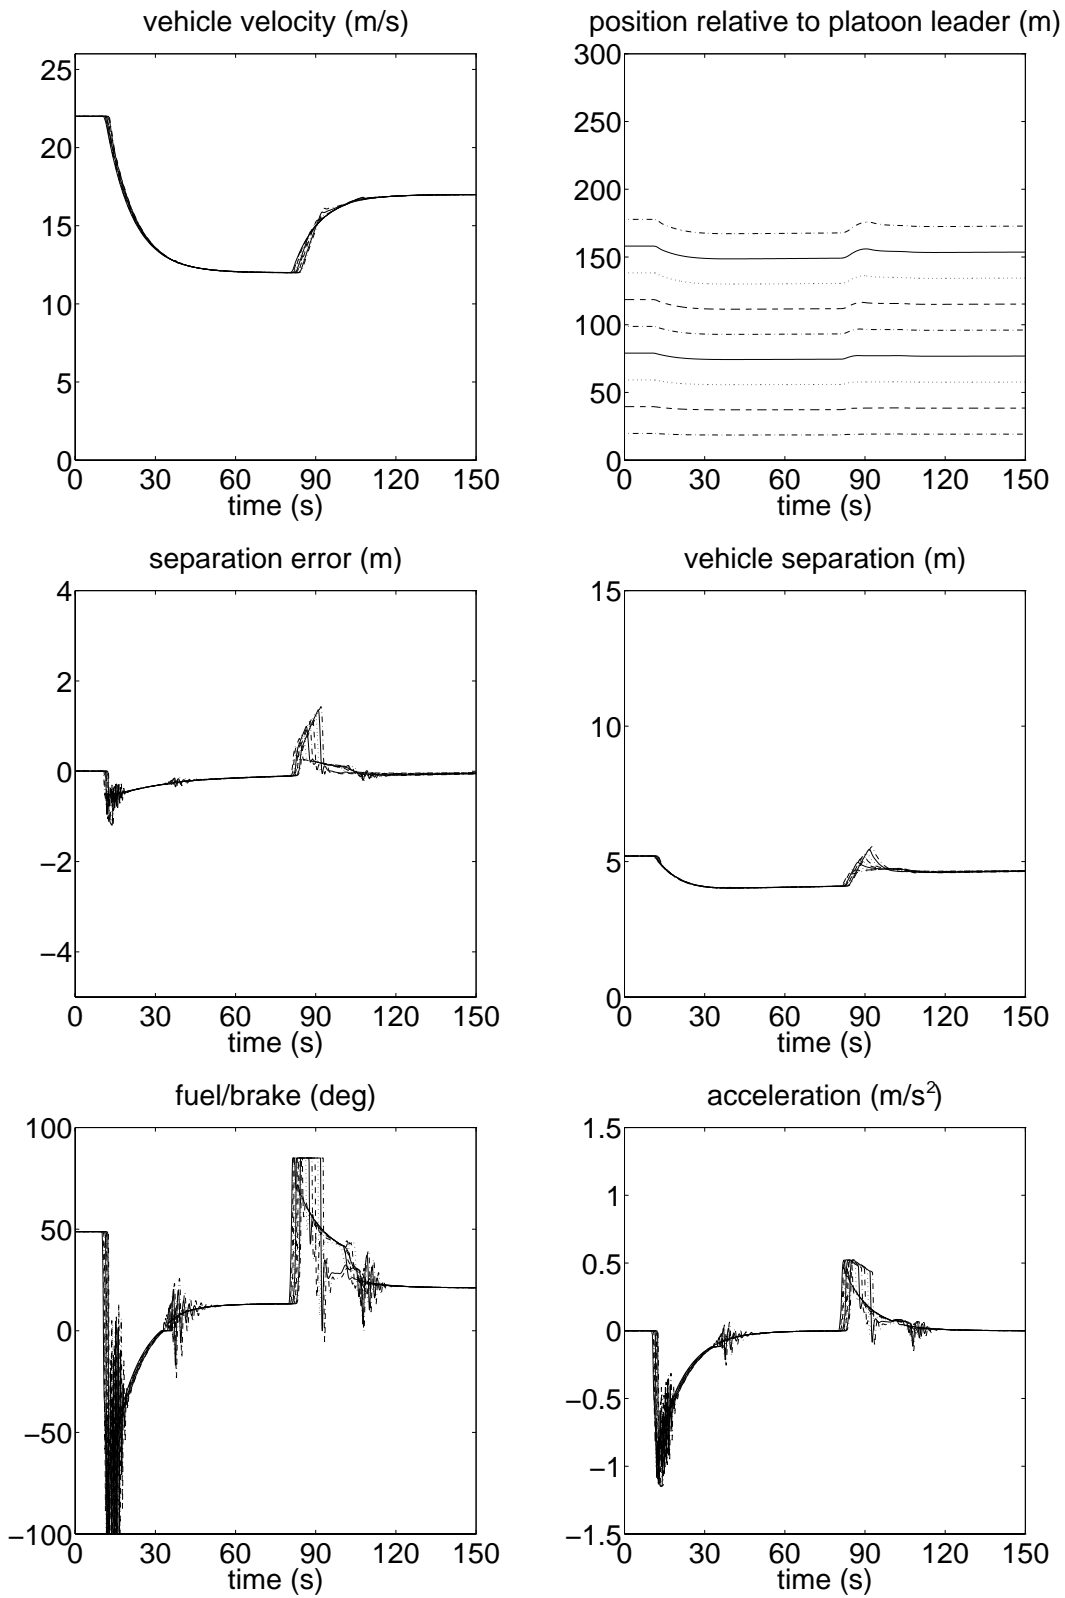 vehicle velocity (m/s)
25
20
15
10
5
0
0 30 60 90 120 150
time (s)
position relative to platoon leader (m)
300
250
200
150
100
50
0
0 30 60 90 120 150
time (s)
separation error (m)
4
2
0
−2
−4
0 30 60 90 120 150
time (s)
vehicle separation (m)
15
10
5
0
0 30 60 90 120 150
time (s)
fuel/brake (deg)
100
50
0
−50
−100
0 30 60 90 120 150
time (s)
acceleration (m/s²)
1.5
1
0.5
0
−0.5
−1
−1.5
0 30 60 90 120 150
time (s)